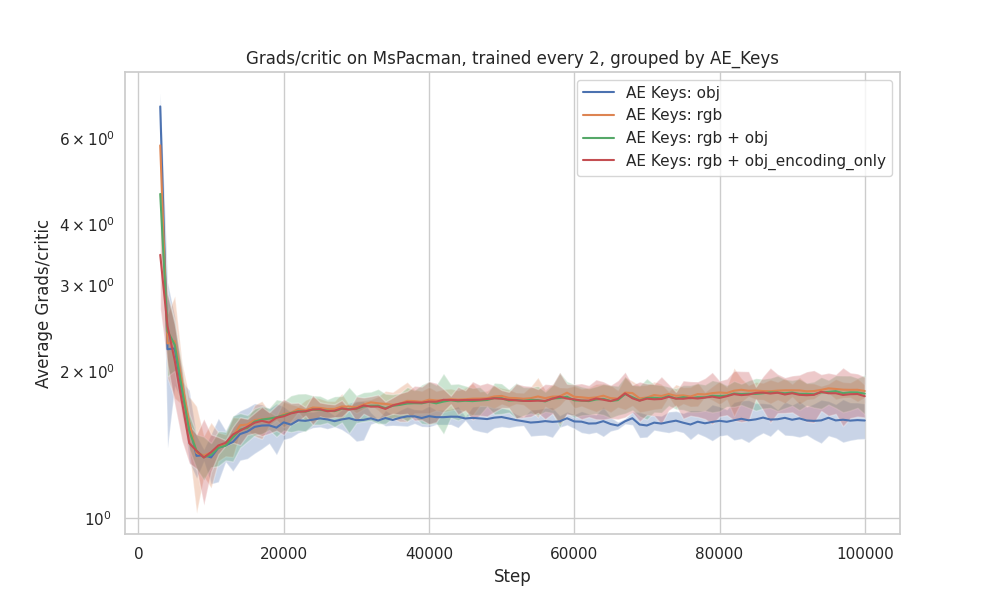 Grads/critic on MsPacman, trained every 2, grouped by AE_Keys
AE Keys: obj
AE Keys: rgb
AE Keys: rgb + obj
AE Keys: rgb + obj_encoding_only
Average Grads/critic
6 × 10⁰
4 × 10⁰
3 × 10⁰
2 × 10⁰
10⁰
0 20000 40000 60000 80000 100000
Step